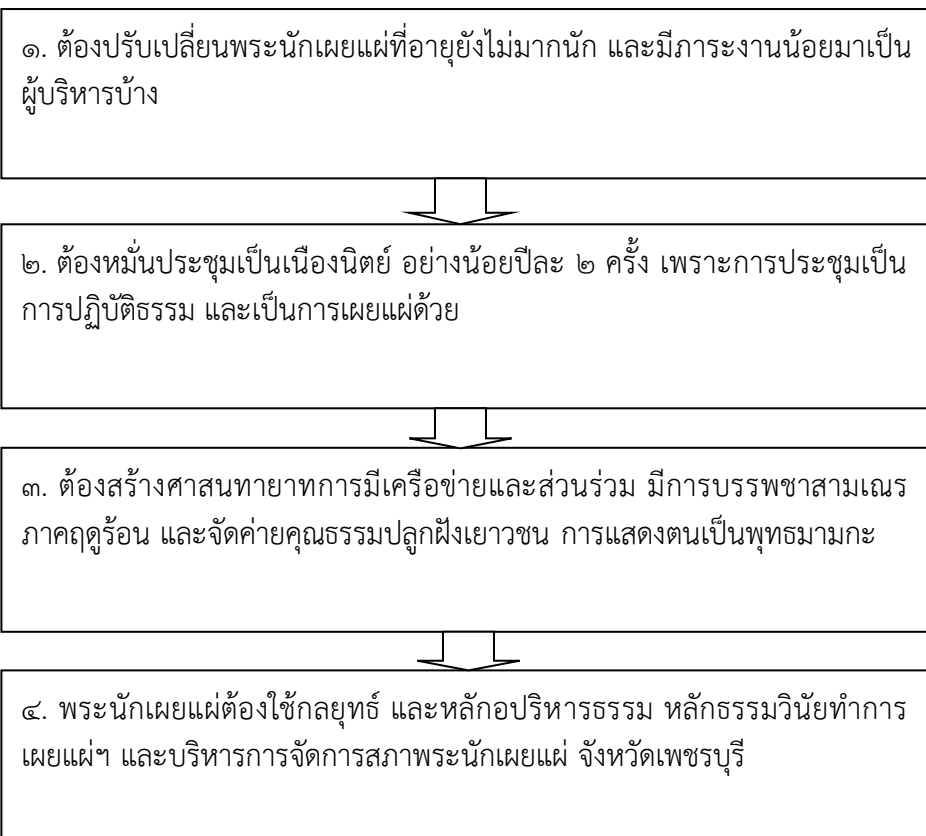 ๑. ต้องปรับเปลี่ยนพระนักเผยแผ่ที่อายุยังไม่มากนัก และมีภาระงานน้อยมาเป็น
ผู้บริหารบ้าง
๒. ต้องหมั่นประชุมเป็นเนืองนิตย์ อย่างน้อยปีละ ๒ ครั้ง เพราะการประชุมเป็น
การปฏิบัติธรรม และเป็นการเผยแผ่ด้วย
๓. ต้องสร้างศาสนทายาทการมีเครือข่ายและส่วนร่วม มีการบรรพชาสามเณร
ภาคฤดูร้อน และจัดค่ายคุณธรรมปลูกฝังเยาวชน การแสดงตนเป็นพุทธมามกะ
๔. พระนักเผยแผ่ต้องใช้กลยุทธ์ และหลักอปริหารธรรม หลักธรรมวินัยทำการ
เผยแผ่ฯ และบริหารการจัดการสภาพระนักเผยแผ่ จังหวัดเพชรบุรี